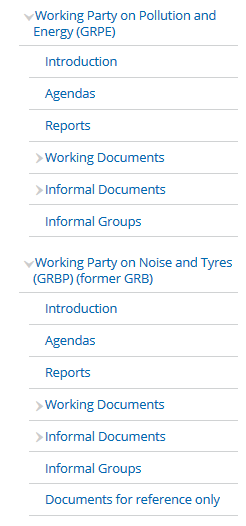 Working Party on Pollution and
Energy (GRPE)
Introduction
Agendas
Reports
Working Documents
Informal Documents
Informal Groups
Working Party on Noise and Tyres
(GRBP) (former GRB)
Introduction
Agendas
Reports
Working Documents
Informal Documents
Informal Groups
Documents for reference only